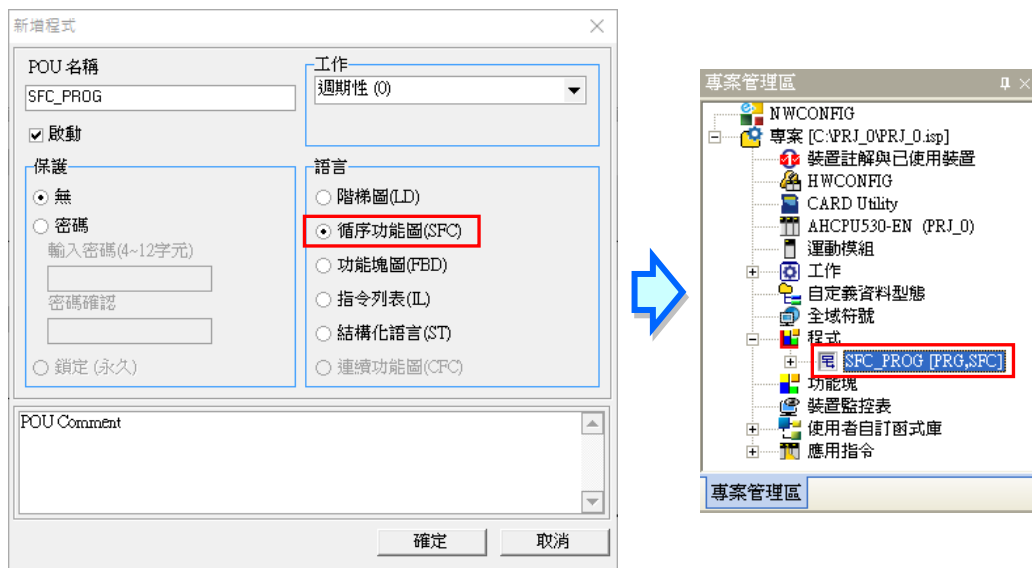 新增程式
POU 名稱
SFC_PROG
啟動
保護
無
密碼
輸入密碼(4~12字元)
密碼確認
鎖定 (永久)
工作
週期性 (0)
語言
階梯圖(LD)
循序功能圖(SFC)
功能塊圖(FBD)
指令列表(IL)
結構化語言(ST)
連續功能圖(CFC)
POU Comment
確定
取消
專案管理區
NWCONFIG
專案 [C:\PRJ_0\PRJ_0.isp]
裝置註解與已使用裝置
HWCONFIG
CARD Utility
AHCPU530-EN (PRJ_0)
運動模組
工作
自定義資料型態
全域符號
程式
SFC_PROG [PRG,SFC]
功能塊
裝置監控表
使用者自訂函式庫
應用指令
專案管理區